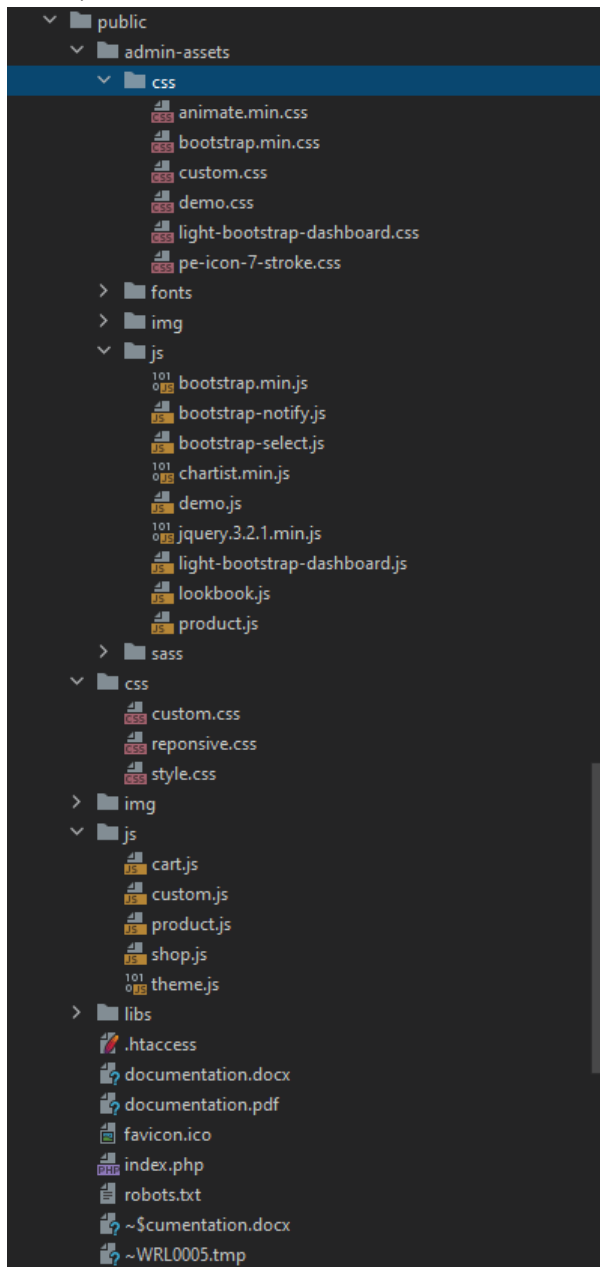 public
admin-assets
css
animate.min.css
bootstrap.min.css
custom.css
demo.css
light-bootstrap-dashboard.css
pe-icon-7-stroke.css
fonts
img
js
bootstrap.min.js
bootstrap-notify.js
bootstrap-select.js
chartist.min.js
demo.js
jquery.3.2.1.min.js
light-bootstrap-dashboard.js
lookbook.js
product.js
sass
css
custom.css
reponsive.css
style.css
img
js
cart.js
custom.js
product.js
shop.js
theme.js
libs
.htaccess
documentation.docx
documentation.pdf
favicon.ico
index.php
robots.txt
~$cumentation.docx
~WRL0005.tmp